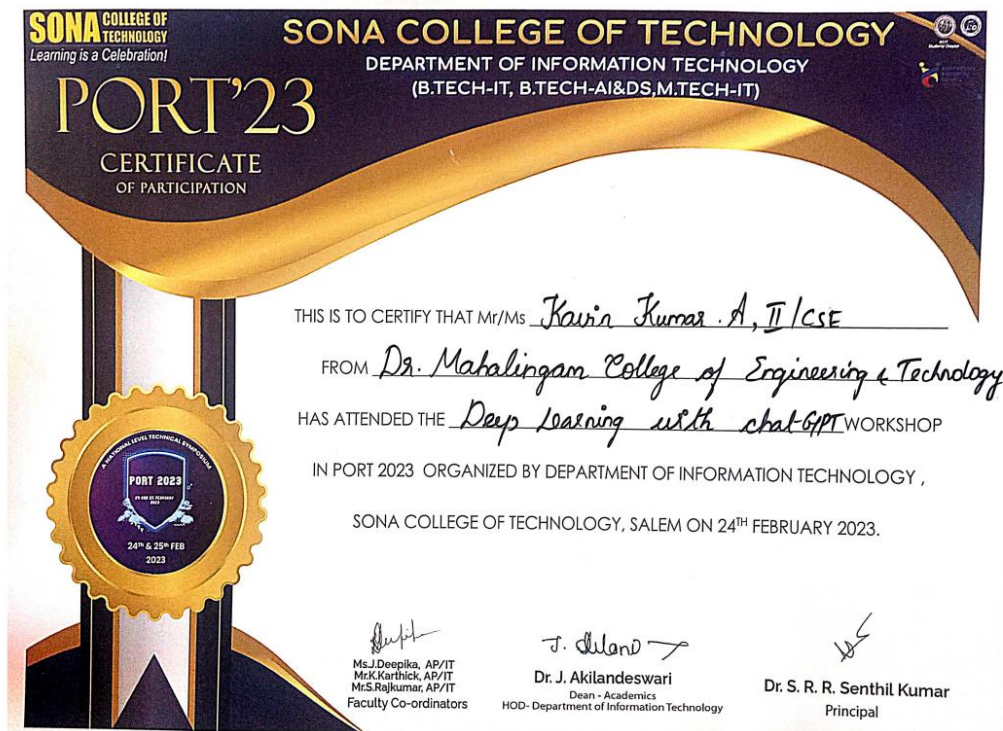 SONA COLLEGE OF
TECHNOLOGY
Learning is a Celebration!
SONA COLLEGE OF TECHNOLOGY
DEPARTMENT OF INFORMATION TECHNOLOGY
(B.TECH-IT, B.TECH-AI&DS,M.TECH-IT)
PORT'23
CERTIFICATE
OF PARTICIPATION
THIS IS TO CERTIFY THAT Mr/Ms Kavin Kumar. A, II/CSE
FROM Dr. Mahalingam College of Engineering & Technology
HAS ATTENDED THE Deep Learning with chat-GPT WORKSHOP
IN PORT 2023 ORGANIZED BY DEPARTMENT OF INFORMATION TECHNOLOGY ,
SONA COLLEGE OF TECHNOLOGY, SALEM ON 24TH FEBRUARY 2023.
A NATIONAL LEVEL TECHNICAL SYMPOSIUM
PORT 2023
24th & 25th FEB
2023
Ms.J.Deepika, AP/IT
Mr.K.Karthick, AP/IT
Mr.S.Rajkumar, AP/IT
Faculty Co-ordinators
Dr. J. Akilandeswari
Dean - Academics
HOD- Department of Information Technology
Dr. S. R. R. Senthil Kumar
Principal